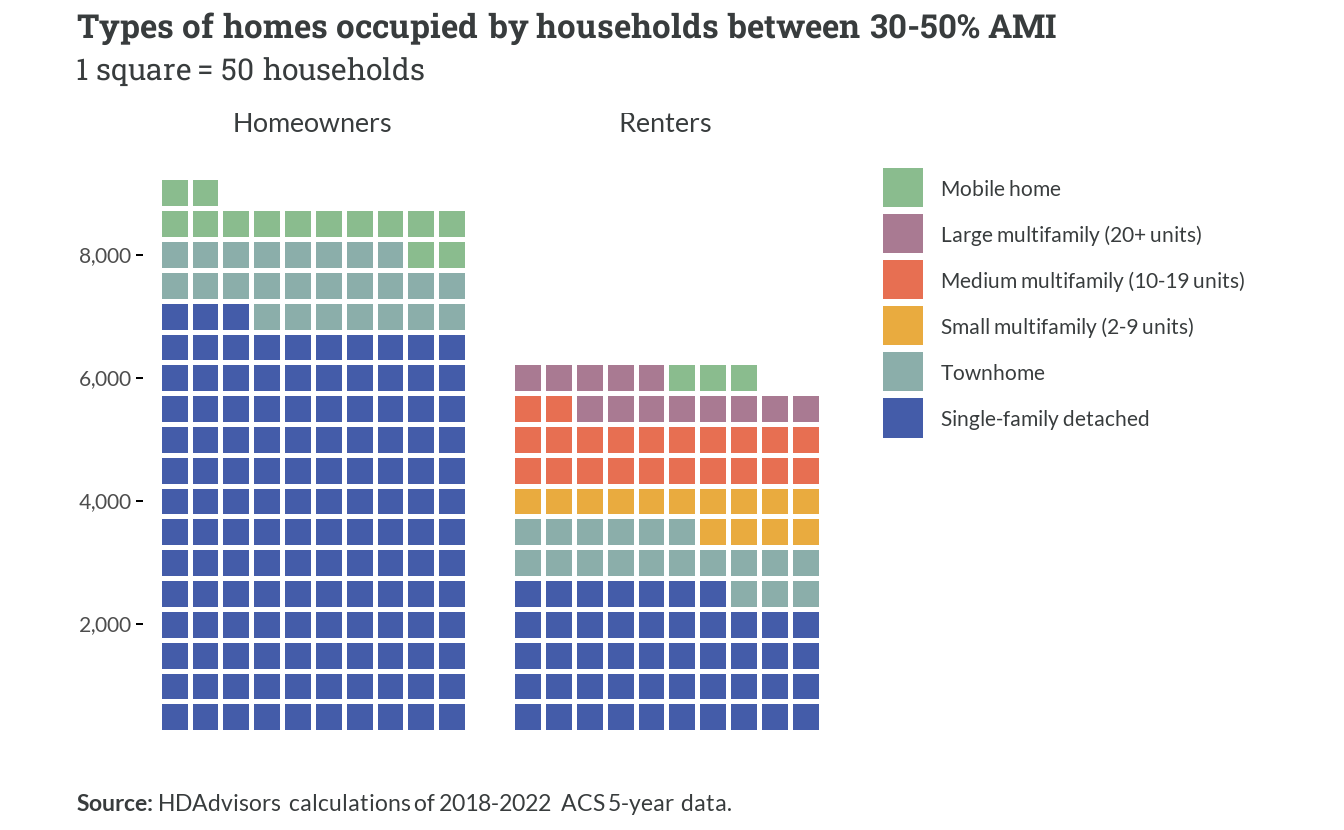 Types of homes occupied by households between 30-50% AMI
1 square = 50 households
Homeowners
Renters
8,000
6,000
4,000
2,000
Mobile home
Large multifamily (20+ units)
Medium multifamily (10-19 units)
Small multifamily (2-9 units)
Townhome
Single-family detached
Source: HDAdvisors calculations of 2018-2022 ACS 5-year data.